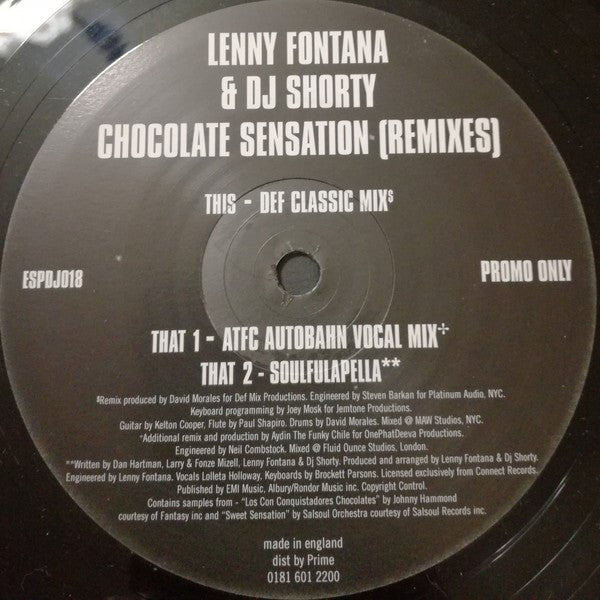 LENNY FONTANA
& DJ SHORTY
CHOCOLATE SENSATION (REMIXES)
THIS - DEF CLASSIC MIX$
ESPDJ018
PROMO ONLY
THAT 1 - ATFC AUTOBAHN VOCAL MIX+
THAT 2 - SOULFULAPELLA**
$Remix produced by David Morales for Def Mix Productions. Engineered by Steven Barkan for Platinum Audio, NYC.
Keyboard programming by Joey Mosk for Jemtone Productions.
Guitar by Kelton Cooper, Flute by Paul Shapiro. Drums by David Morales. Mixed @ MAW Studios, NYC.
+Additional remix and production by Aydin The Funky Chile for OnePhatDeeva Productions.
Engineered by Neil Combstock. Mixed @ Fluid Ounce Studios, London.
**Written by Dan Hartman, Larry & Fonze Mizell, Lenny Fontana & Dj Shorty. Produced and arranged by Lenny Fontana & Dj Shorty.
Engineered by Lenny Fontana. Vocals Lolleta Holloway. Keyboards by Brockett Parsons. Licensed exclusively from Connect Records.
Published by EMI Music, Albury/Rondor Music inc. Copyright Control.
Contains samples from - "Los Con Conquistadores Chocolates" by Johnny Hammond
courtesy of Fantasy inc and "Sweet Sensation" by Salsoul Orchestra courtesy of Salsoul Records inc.
made in england
dist by Prime
0181 601 2200